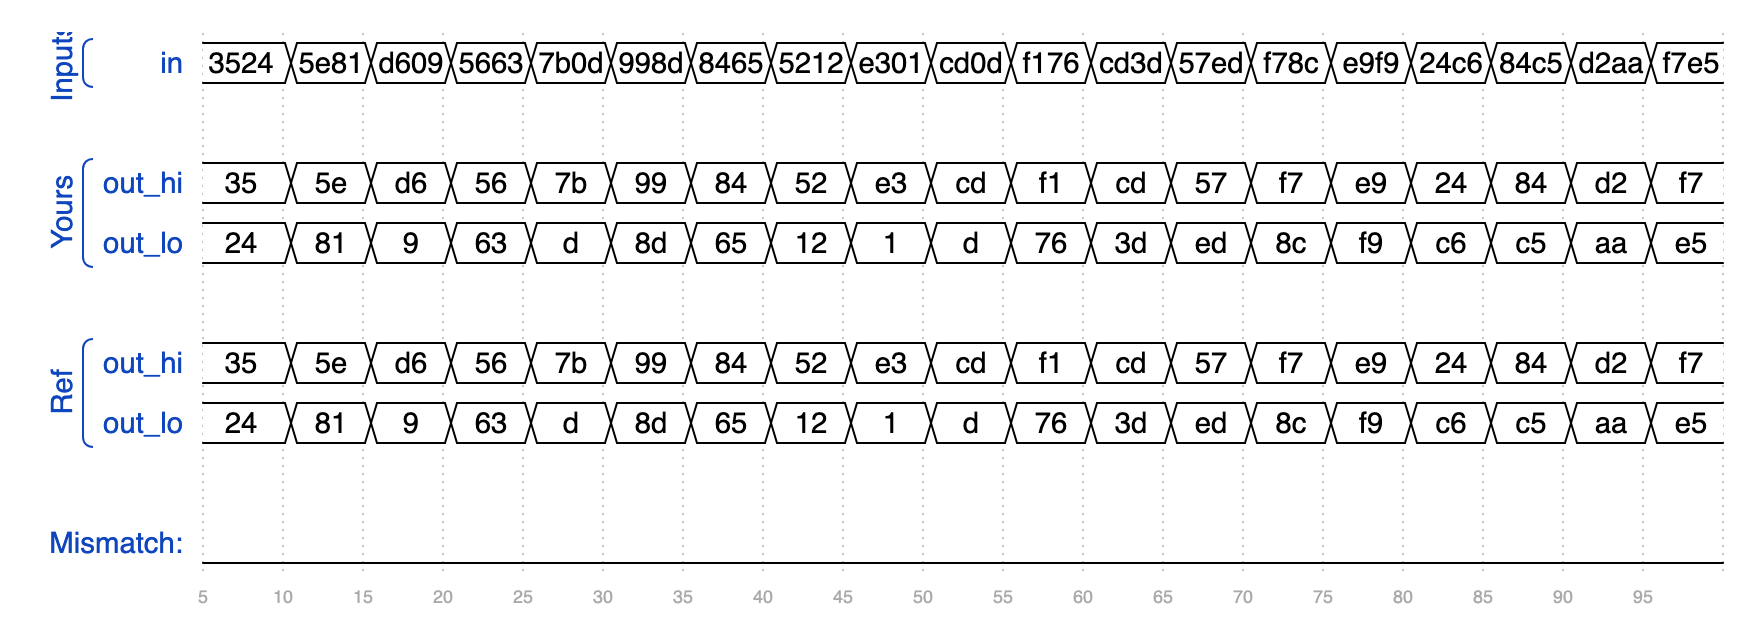 Inputs
in 3524 5e81 d609 5663 7b0d 998d 8465 5212 e301 cd0d f176 cd3d 57ed f78c e9f9 24c6 84c5 d2aa f7e5
Yours
out_hi 35 5e d6 56 7b 99 84 52 e3 cd f1 cd 57 f7 e9 24 84 d2 f7
out_lo 24 81 9 63 d 8d 65 12 1 d 76 3d ed 8c f9 c6 c5 aa e5
Ref
out_hi 35 5e d6 56 7b 99 84 52 e3 cd f1 cd 57 f7 e9 24 84 d2 f7
out_lo 24 81 9 63 d 8d 65 12 1 d 76 3d ed 8c f9 c6 c5 aa e5
Mismatch:
5 10 15 20 25 30 35 40 45 50 55 60 65 70 75 80 85 90 95